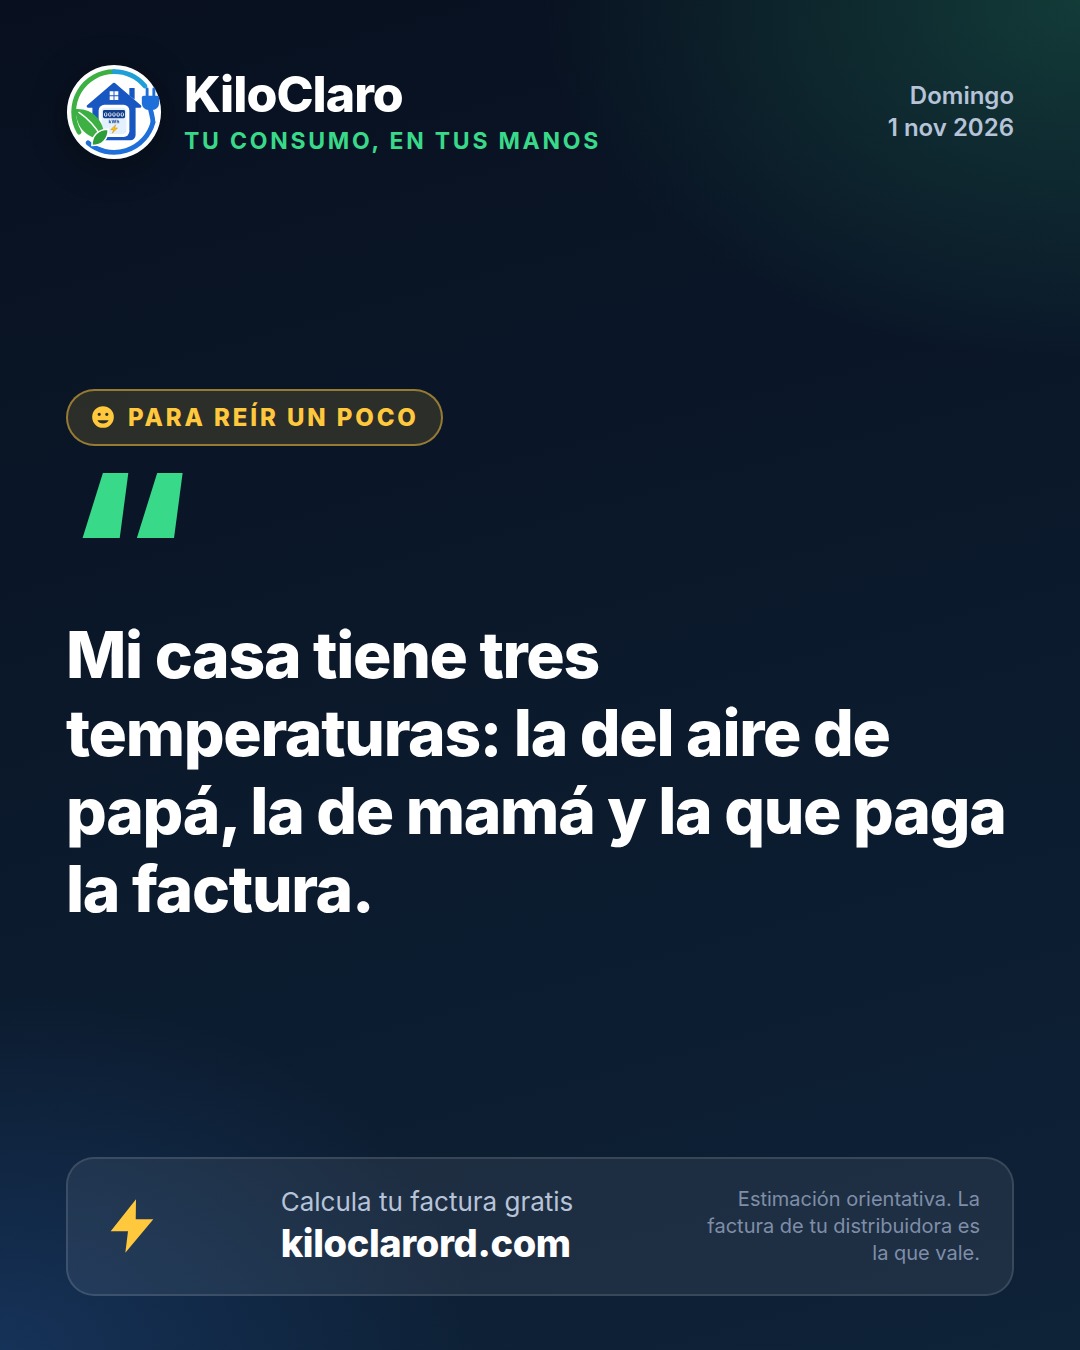 KiloClaro
TU CONSUMO, EN TUS MANOS
Domingo
1 nov 2026
PARA REÍR UN POCO
“
Mi casa tiene tres
temperaturas: la del aire de
papá, la de mamá y la que paga
la factura.
Calcula tu factura gratis
kiloclarord.com
Estimación orientativa. La
factura de tu distribuidora es
la que vale.